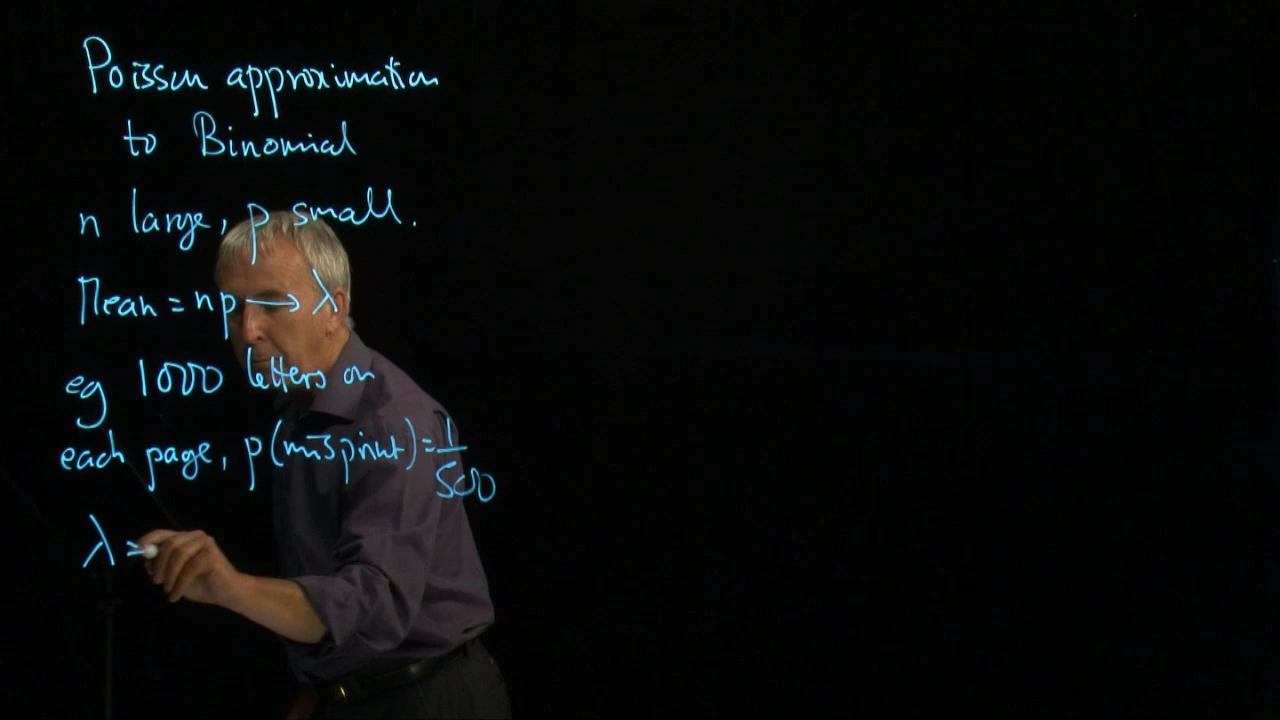 Poisson approximation
to Binomial
n large, p small.
Mean = np → λ
eg 1000 letters on
each page, p(misprint) = 1/500
λ =